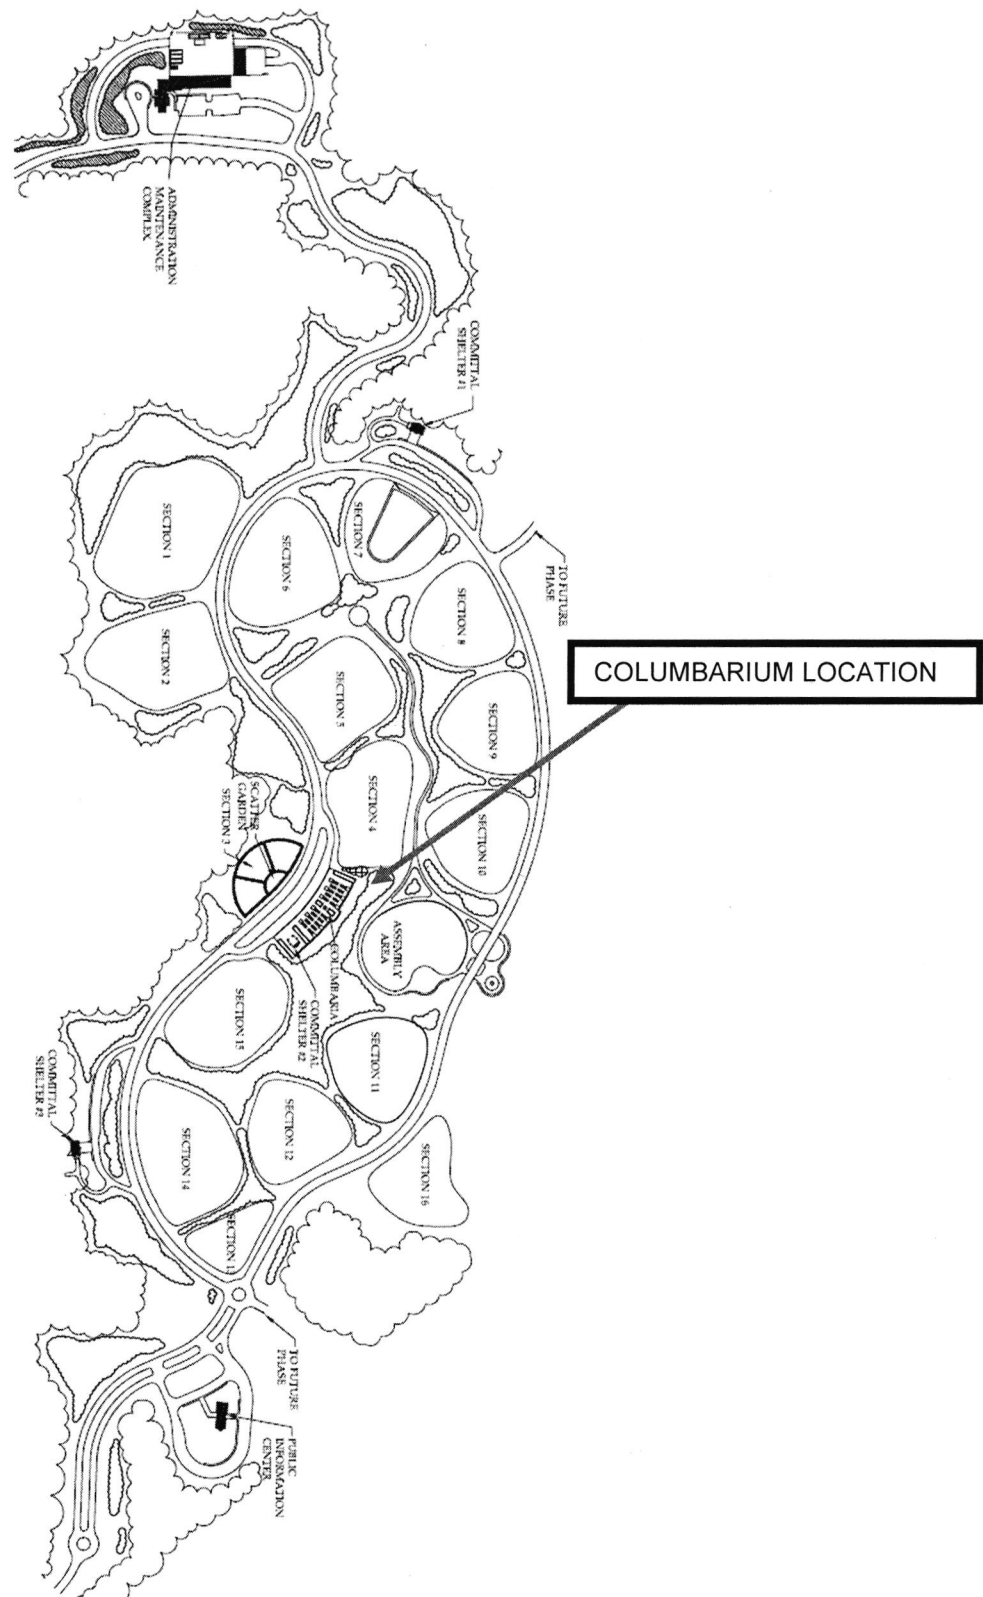 ADMINISTRATION
MAINTENANCE
COMPLEX
COMMITTAL
SHELTER #1
TO FUTURE
PHASE
SECTION 1
SECTION 6
SECTION 7
SECTION 8
SECTION 2
SECTION 5
SECTION 9
COLUMBARIUM LOCATION
SECTION 4
SECTION 10
SCATTER
GARDEN
SECTION 3
ASSEMBLY
AREA
COLUMBARIA
COMMITTAL
SHELTER #2
SECTION 15
SECTION 11
COMMITTAL
SHELTER #3
SECTION 14
SECTION 12
SECTION 16
SECTION 1
TO FUTURE
PHASE
PUBLIC
INFORMATION
CENTER